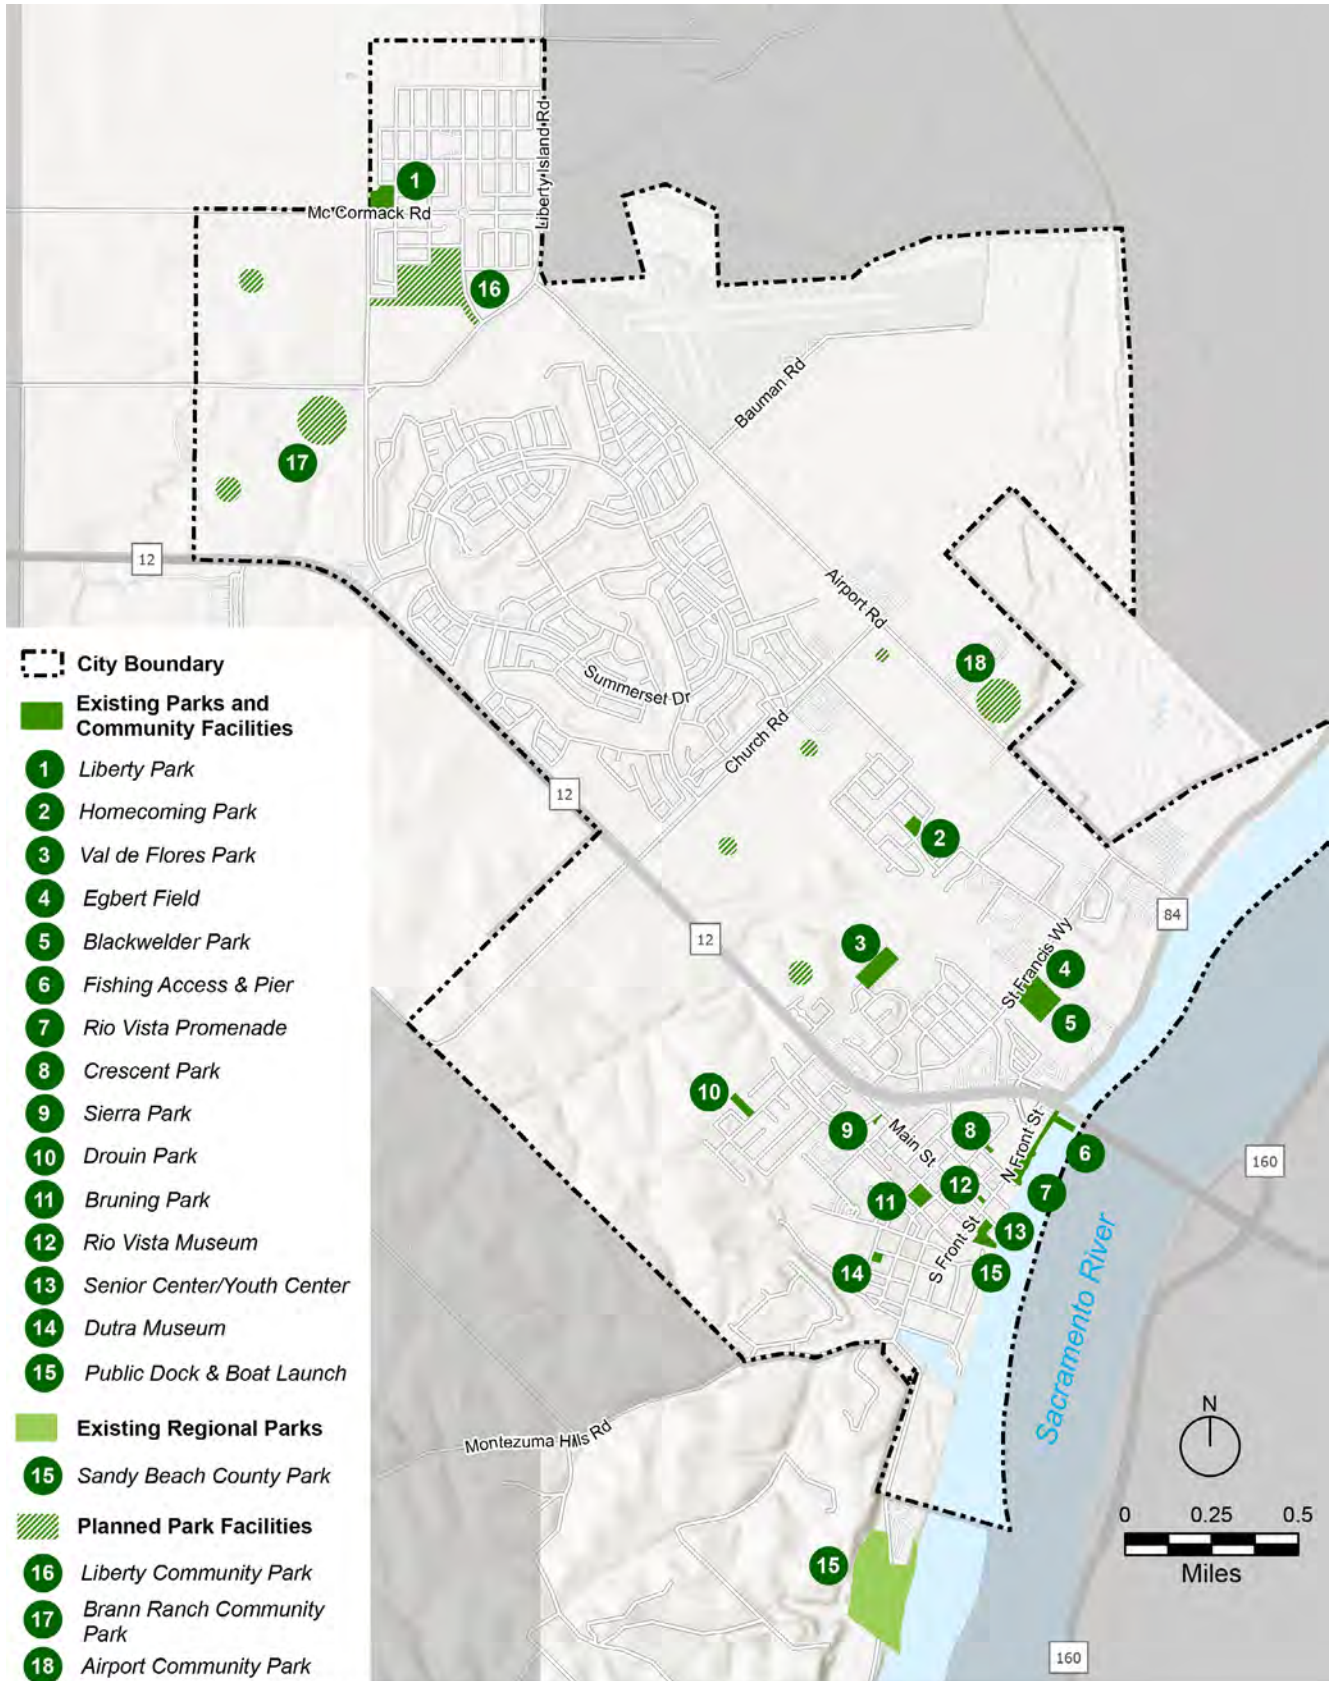 1
Mc Cormack Rd
Liberty Island Rd
16
Bauman Rd
17
12
Airport Rd
18
Summerset Dr
Church Rd
12
2
84
12
3
St Francis Wy
4
5
10
9
Main St
8
N Front St
6
160
11
12
7
S Front St
13
14
15
Sacramento River
Montezuma Hills Rd
15
160
N
0 0.25 0.5
Miles
City Boundary
Existing Parks and
Community Facilities
1 Liberty Park
2 Homecoming Park
3 Val de Flores Park
4 Egbert Field
5 Blackwelder Park
6 Fishing Access & Pier
7 Rio Vista Promenade
8 Crescent Park
9 Sierra Park
10 Drouin Park
11 Bruning Park
12 Rio Vista Museum
13 Senior Center/Youth Center
14 Dutra Museum
15 Public Dock & Boat Launch
Existing Regional Parks
15 Sandy Beach County Park
Planned Park Facilities
16 Liberty Community Park
17 Brann Ranch Community
Park
18 Airport Community Park